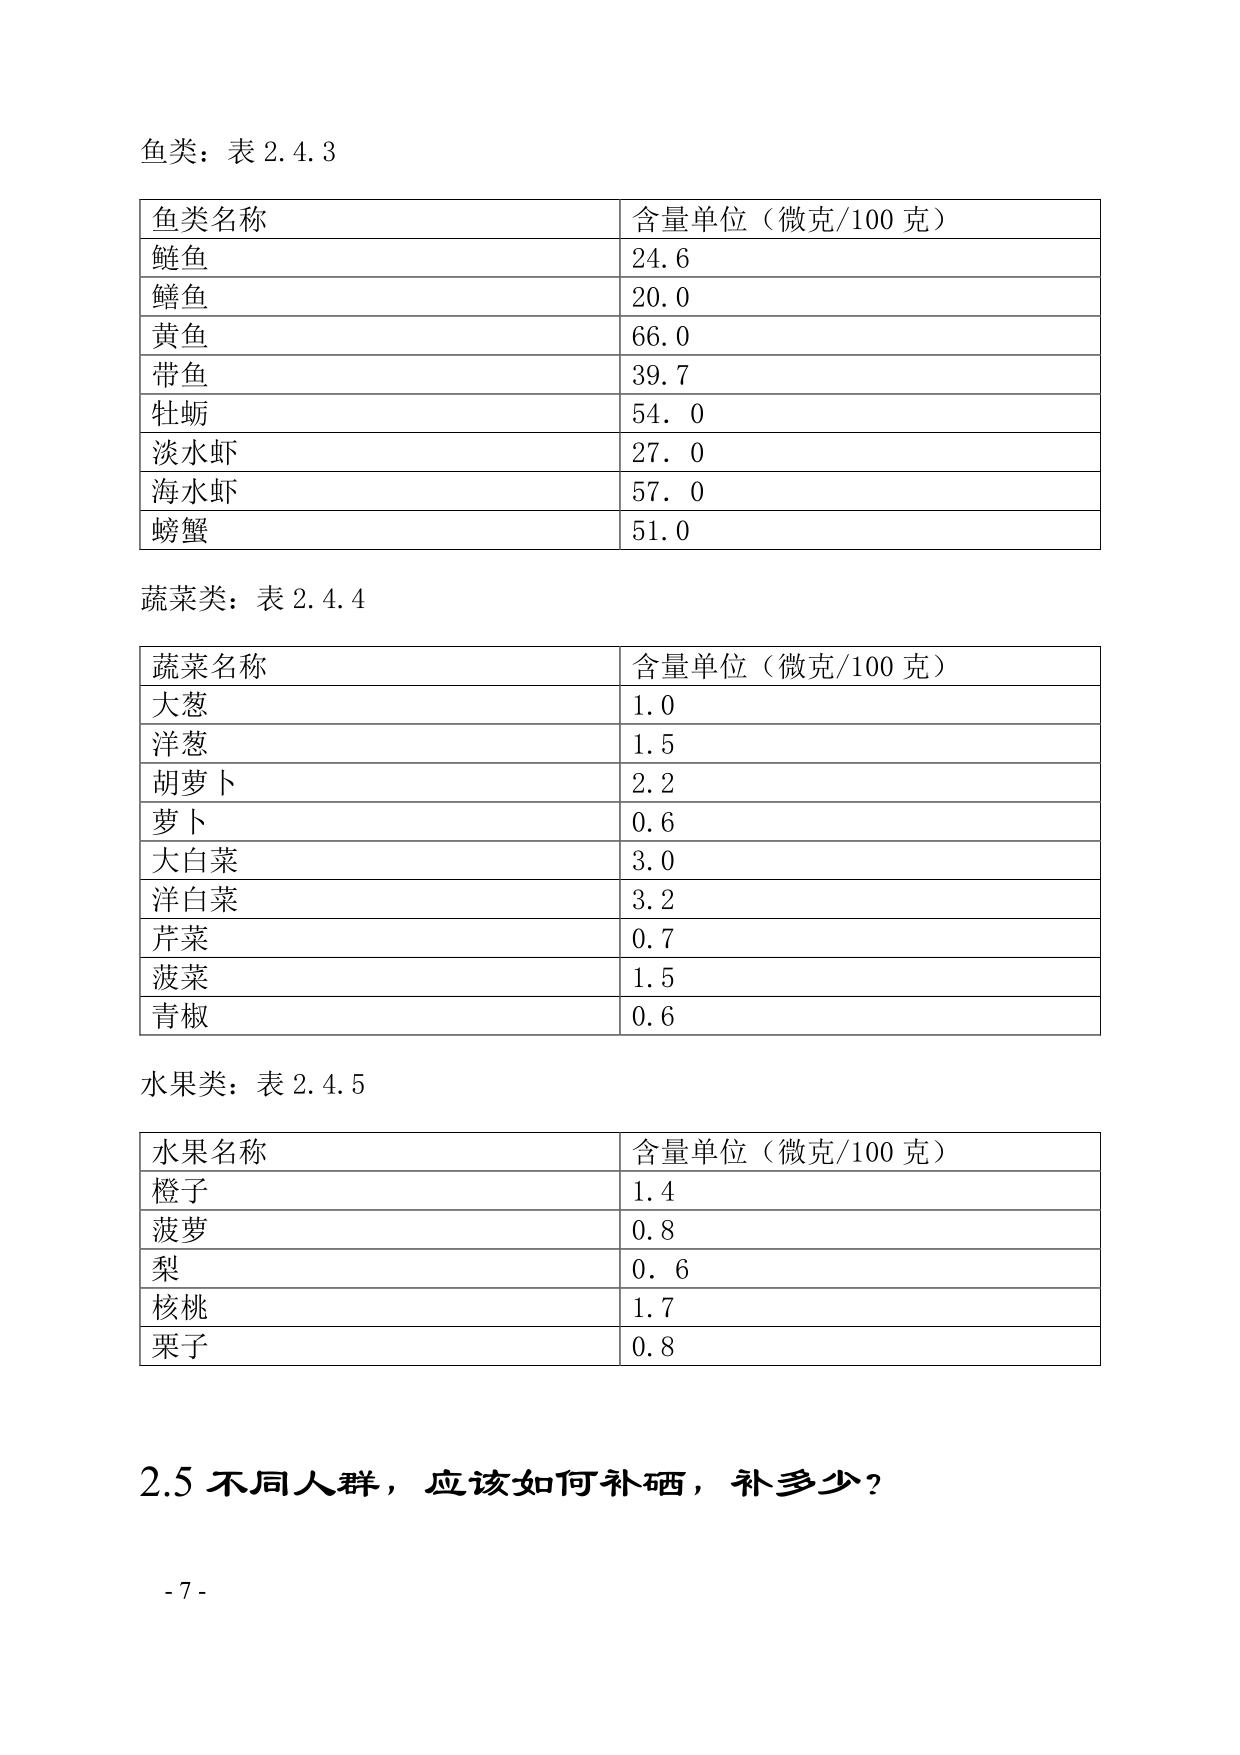 鱼类：表 2.4.3
鱼类名称 含量单位（微克/100 克）
鲢鱼 24.6
鳝鱼 20.0
黄鱼 66.0
带鱼 39.7
牡蛎 54．0
淡水虾 27．0
海水虾 57．0
螃蟹 51.0
蔬菜类：表 2.4.4
蔬菜名称 含量单位（微克/100 克）
大葱 1.0
洋葱 1.5
胡萝卜 2.2
萝卜 0.6
大白菜 3.0
洋白菜 3.2
芹菜 0.7
菠菜 1.5
青椒 0.6
水果类：表 2.4.5
水果名称 含量单位（微克/100 克）
橙子 1.4
菠萝 0.8
梨 0．6
核桃 1.7
栗子 0.8
2.5 不同人群，应该如何补硒，补多少？
- 7 -